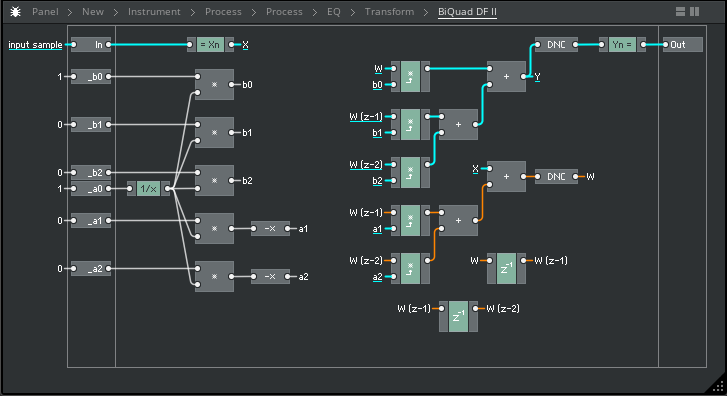 Panel > New > Instrument > Process > Process > EQ > Transform > BiQuad DF II
input sample In = Xn X
DNC Yn = Out
1 _b0 * b0
W b0 * + Y
0 _b1 * b1
W (z-1) b1 * +
0 _b2 * b2
W (z-2) b2 *
1 _a0 1/x
X + DNC W
0 _a1 * -x a1
W (z-1) a1 * +
0 _a2 * -x a2
W (z-2) a2 *
W z-1 W (z-1)
W (z-1) z-1 W (z-2)